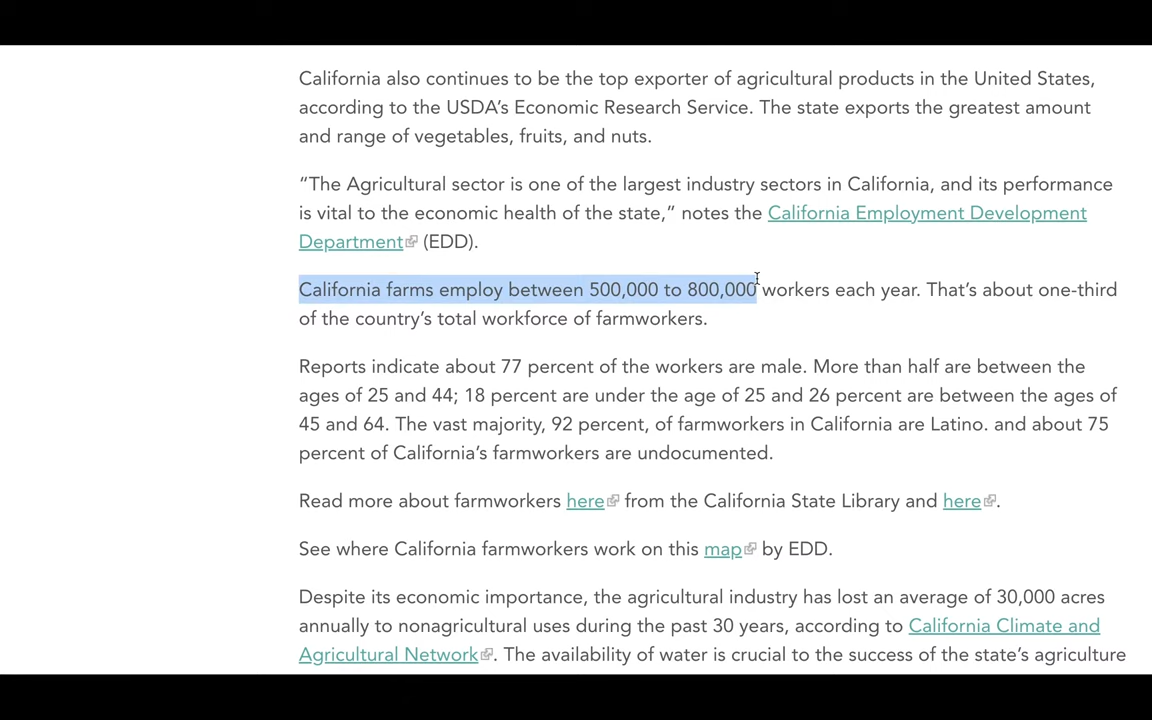 California also continues to be the top exporter of agricultural products in the United States,
according to the USDA’s Economic Research Service. The state exports the greatest amount
and range of vegetables, fruits, and nuts.
“The Agricultural sector is one of the largest industry sectors in California, and its performance
is vital to the economic health of the state,” notes the California Employment Development
Department (EDD).
California farms employ between 500,000 to 800,000 workers each year. That’s about one-third
of the country’s total workforce of farmworkers.
Reports indicate about 77 percent of the workers are male. More than half are between the
ages of 25 and 44; 18 percent are under the age of 25 and 26 percent are between the ages of
45 and 64. The vast majority, 92 percent, of farmworkers in California are Latino. and about 75
percent of California’s farmworkers are undocumented.
Read more about farmworkers here from the California State Library and here.
See where California farmworkers work on this map by EDD.
Despite its economic importance, the agricultural industry has lost an average of 30,000 acres
annually to nonagricultural uses during the past 30 years, according to California Climate and
Agricultural Network. The availability of water is crucial to the success of the state’s agriculture